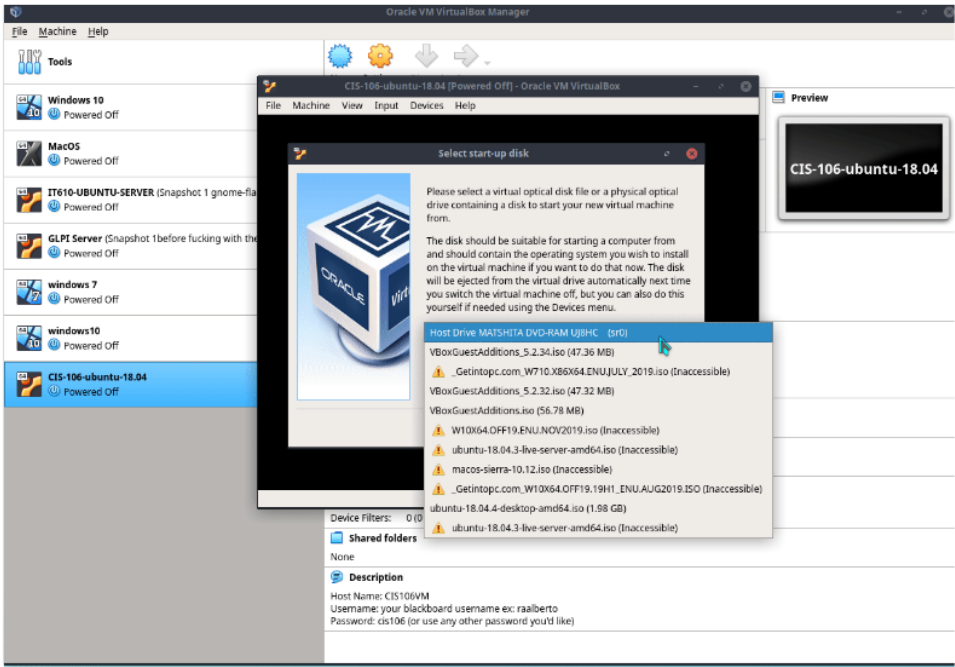 Oracle VM VirtualBox Manager
File Machine Help
Tools
Windows 10
Powered Off
MacOS
Powered Off
IT610-UBUNTU-SERVER (Snapshot 1 gnome-fla
Powered Off
GLPI Server (Snapshot 1before fucking with the
Powered Off
windows 7
Powered Off
windows10
Powered Off
CIS-106-ubuntu-18.04
Powered Off
CIS-106-ubuntu-18.04 [Powered Off] - Oracle VM VirtualBox
File Machine View Input Devices Help
Select start-up disk
ORACLE
Please select a virtual optical disk file or a physical optical
drive containing a disk to start your new virtual machine
from.
The disk should be suitable for starting a computer from
and should contain the operating system you wish to install
on the virtual machine if you want to do that now. The disk
will be ejected from the virtual drive automatically next time
you switch the virtual machine off, but you can also do this
yourself if needed using the Devices menu.
Host Drive MATSHITA DVD-RAM UJ8HC (sr0)
VBoxGuestAdditions_5.2.34.iso (47.36 MB)
_Getintopc.com_W710.X86X64.ENU.JULY_2019.iso (Inaccessible)
VBoxGuestAdditions_5.2.32.iso (47.32 MB)
VBoxGuestAdditions.iso (56.78 MB)
W10X64.OFF19.ENU.NOV2019.iso (Inaccessible)
ubuntu-18.04.3-live-server-amd64.iso (Inaccessible)
macos-sierra-10.12.iso (Inaccessible)
_Getintopc.com_W10X64.OFF19.19H1_ENU.AUG2019.ISO (Inaccessible)
ubuntu-18.04.4-desktop-amd64.iso (1.98 GB)
ubuntu-18.04.3-live-server-amd64.iso (Inaccessible)
Preview
CIS-106-ubuntu-18.04
Device Filters: 0 (0
Shared folders
None
Description
Host Name: CIS106VM
Username: your blackboard username ex: raalberto
Password: cis106 (or use any other password you'd like)